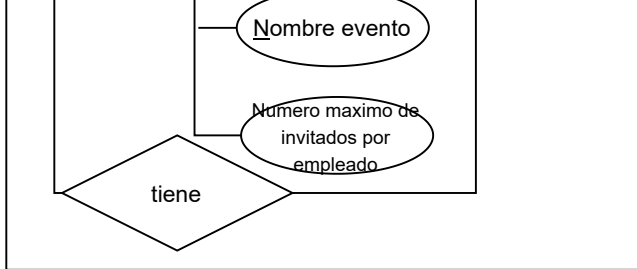 Nombre evento
Numero maximo de
invitados por
empleado
tiene